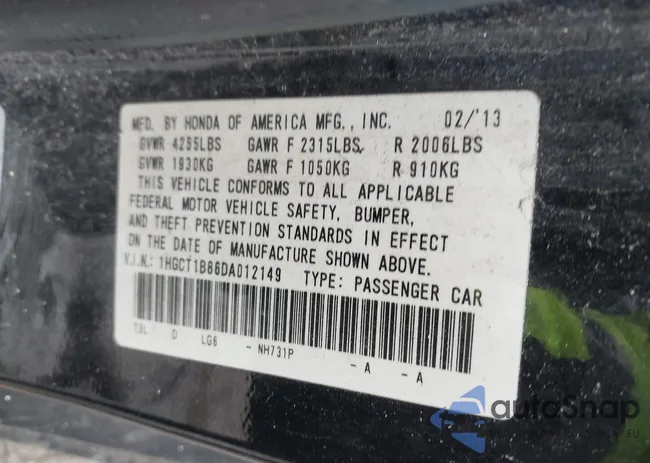 MFD. BY HONDA OF AMERICA MFG., INC. 02/'13
GVWR 4255LBS GAWR F 2315LBS R 2006LBS
GVWR 1930KG GAWR F 1050KG R 910KG
THIS VEHICLE CONFORMS TO ALL APPLICABLE
FEDERAL MOTOR VEHICLE SAFETY, BUMPER,
AND THEFT PREVENTION STANDARDS IN EFFECT
ON THE DATE OF MANUFACTURE SHOWN ABOVE.
V.I.N.: 1HGCT1B86DA012149 TYPE: PASSENGER CAR
T3L D LG6 - NH731P - A - A
autoSnap